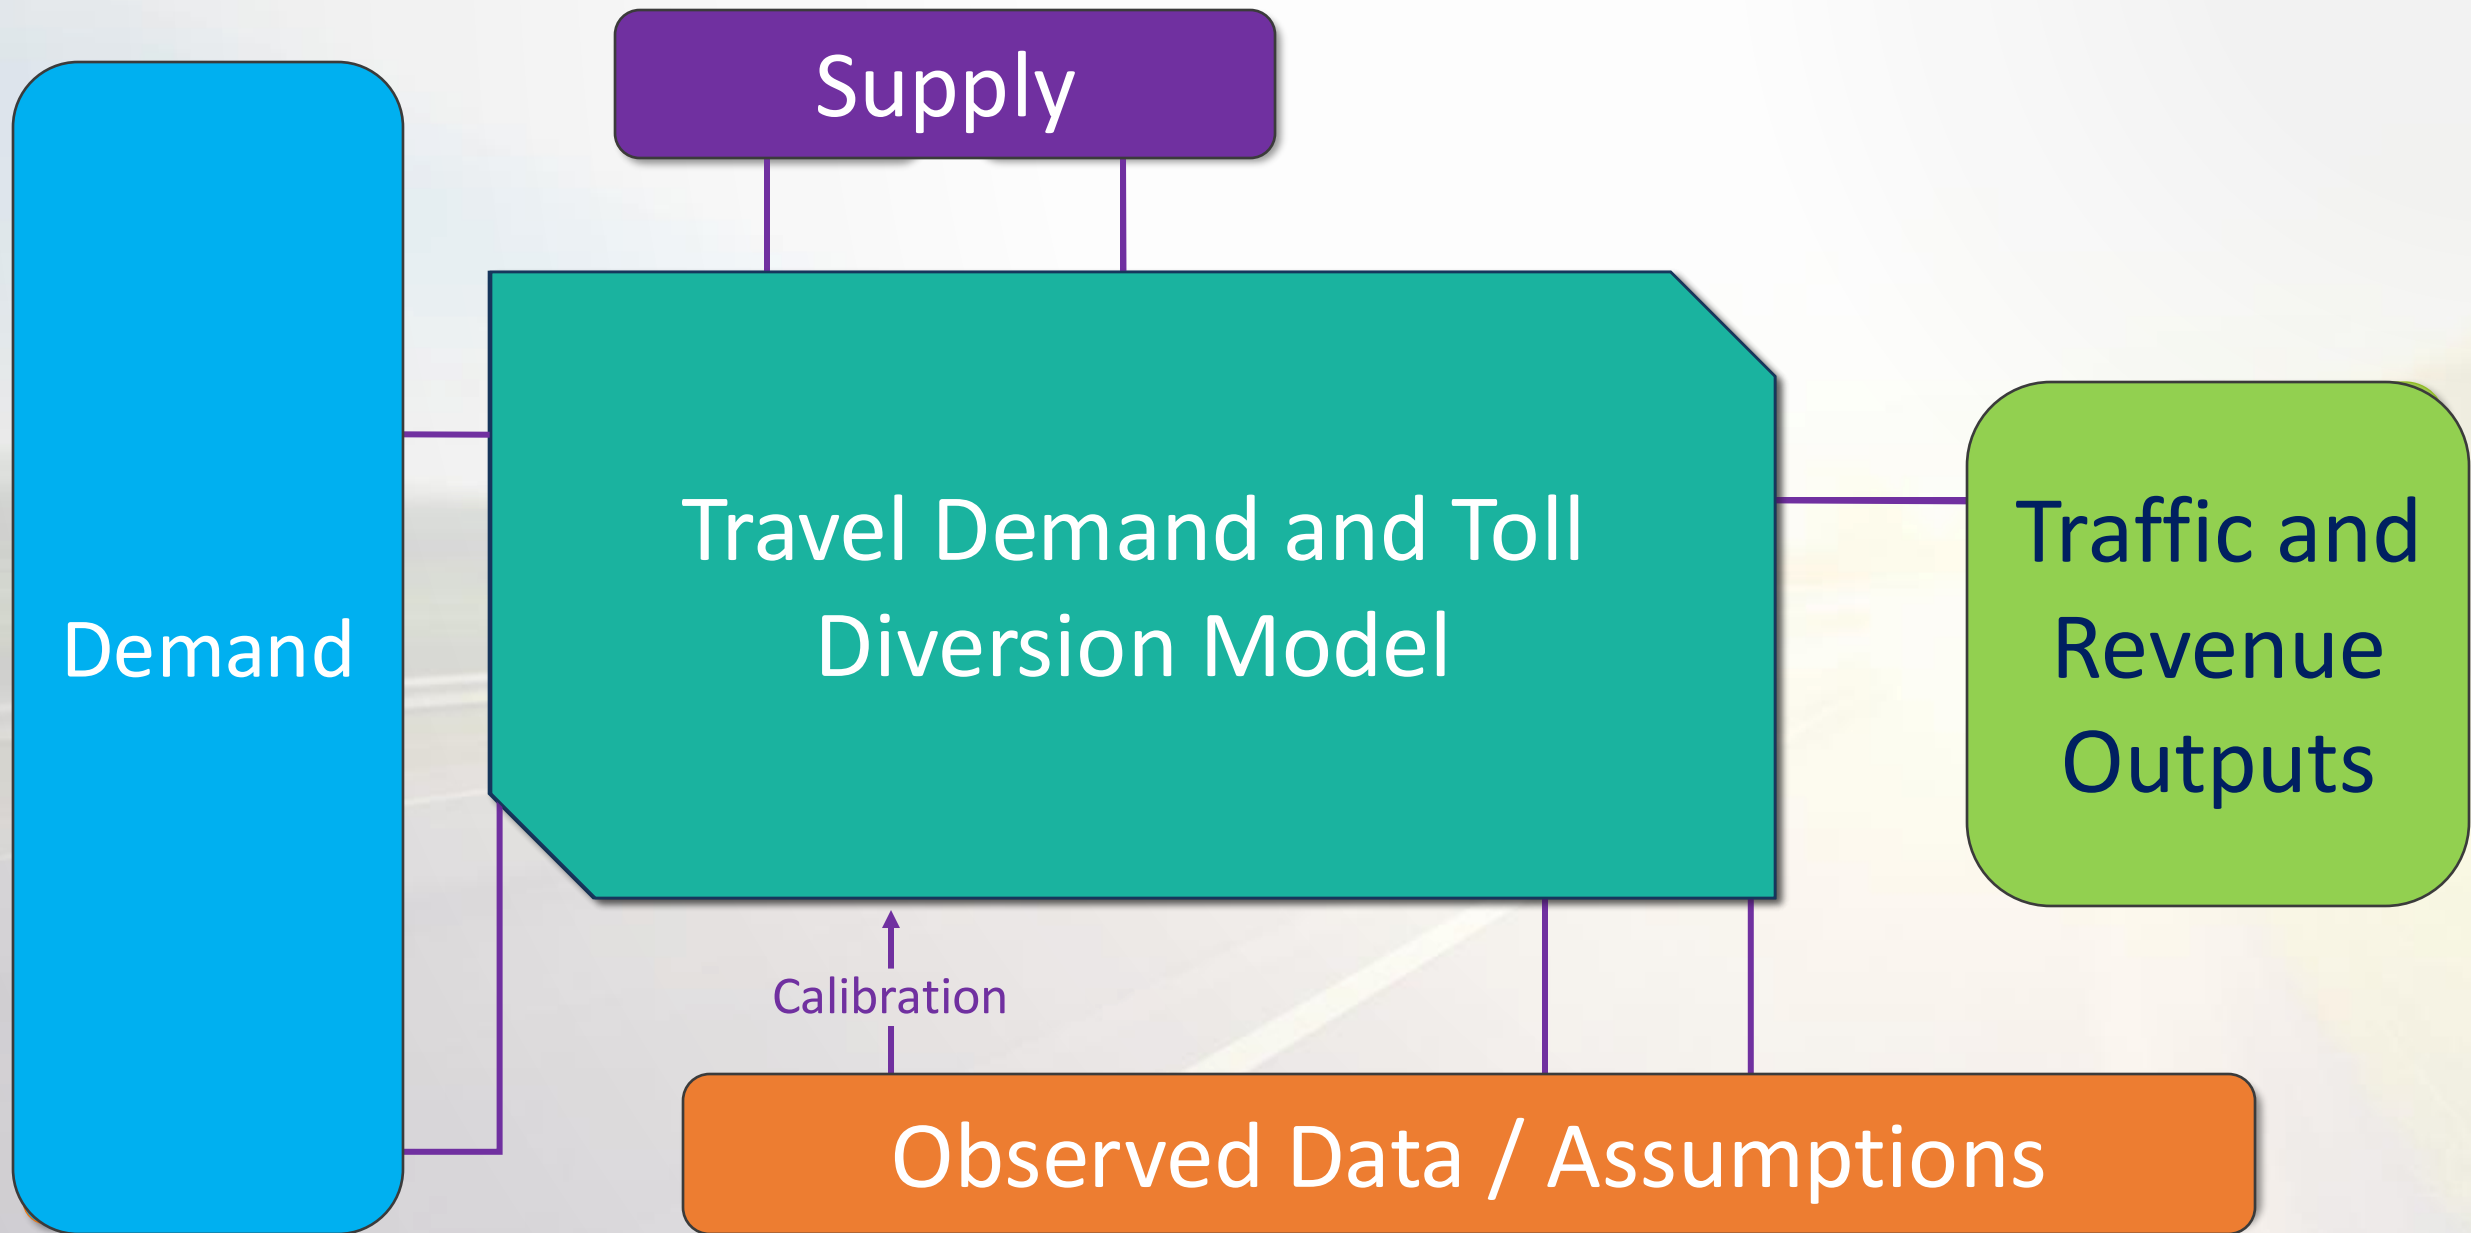 Supply
Demand
Travel Demand and Toll
Diversion Model
Traffic and
Revenue
Outputs
Calibration
Observed Data / Assumptions